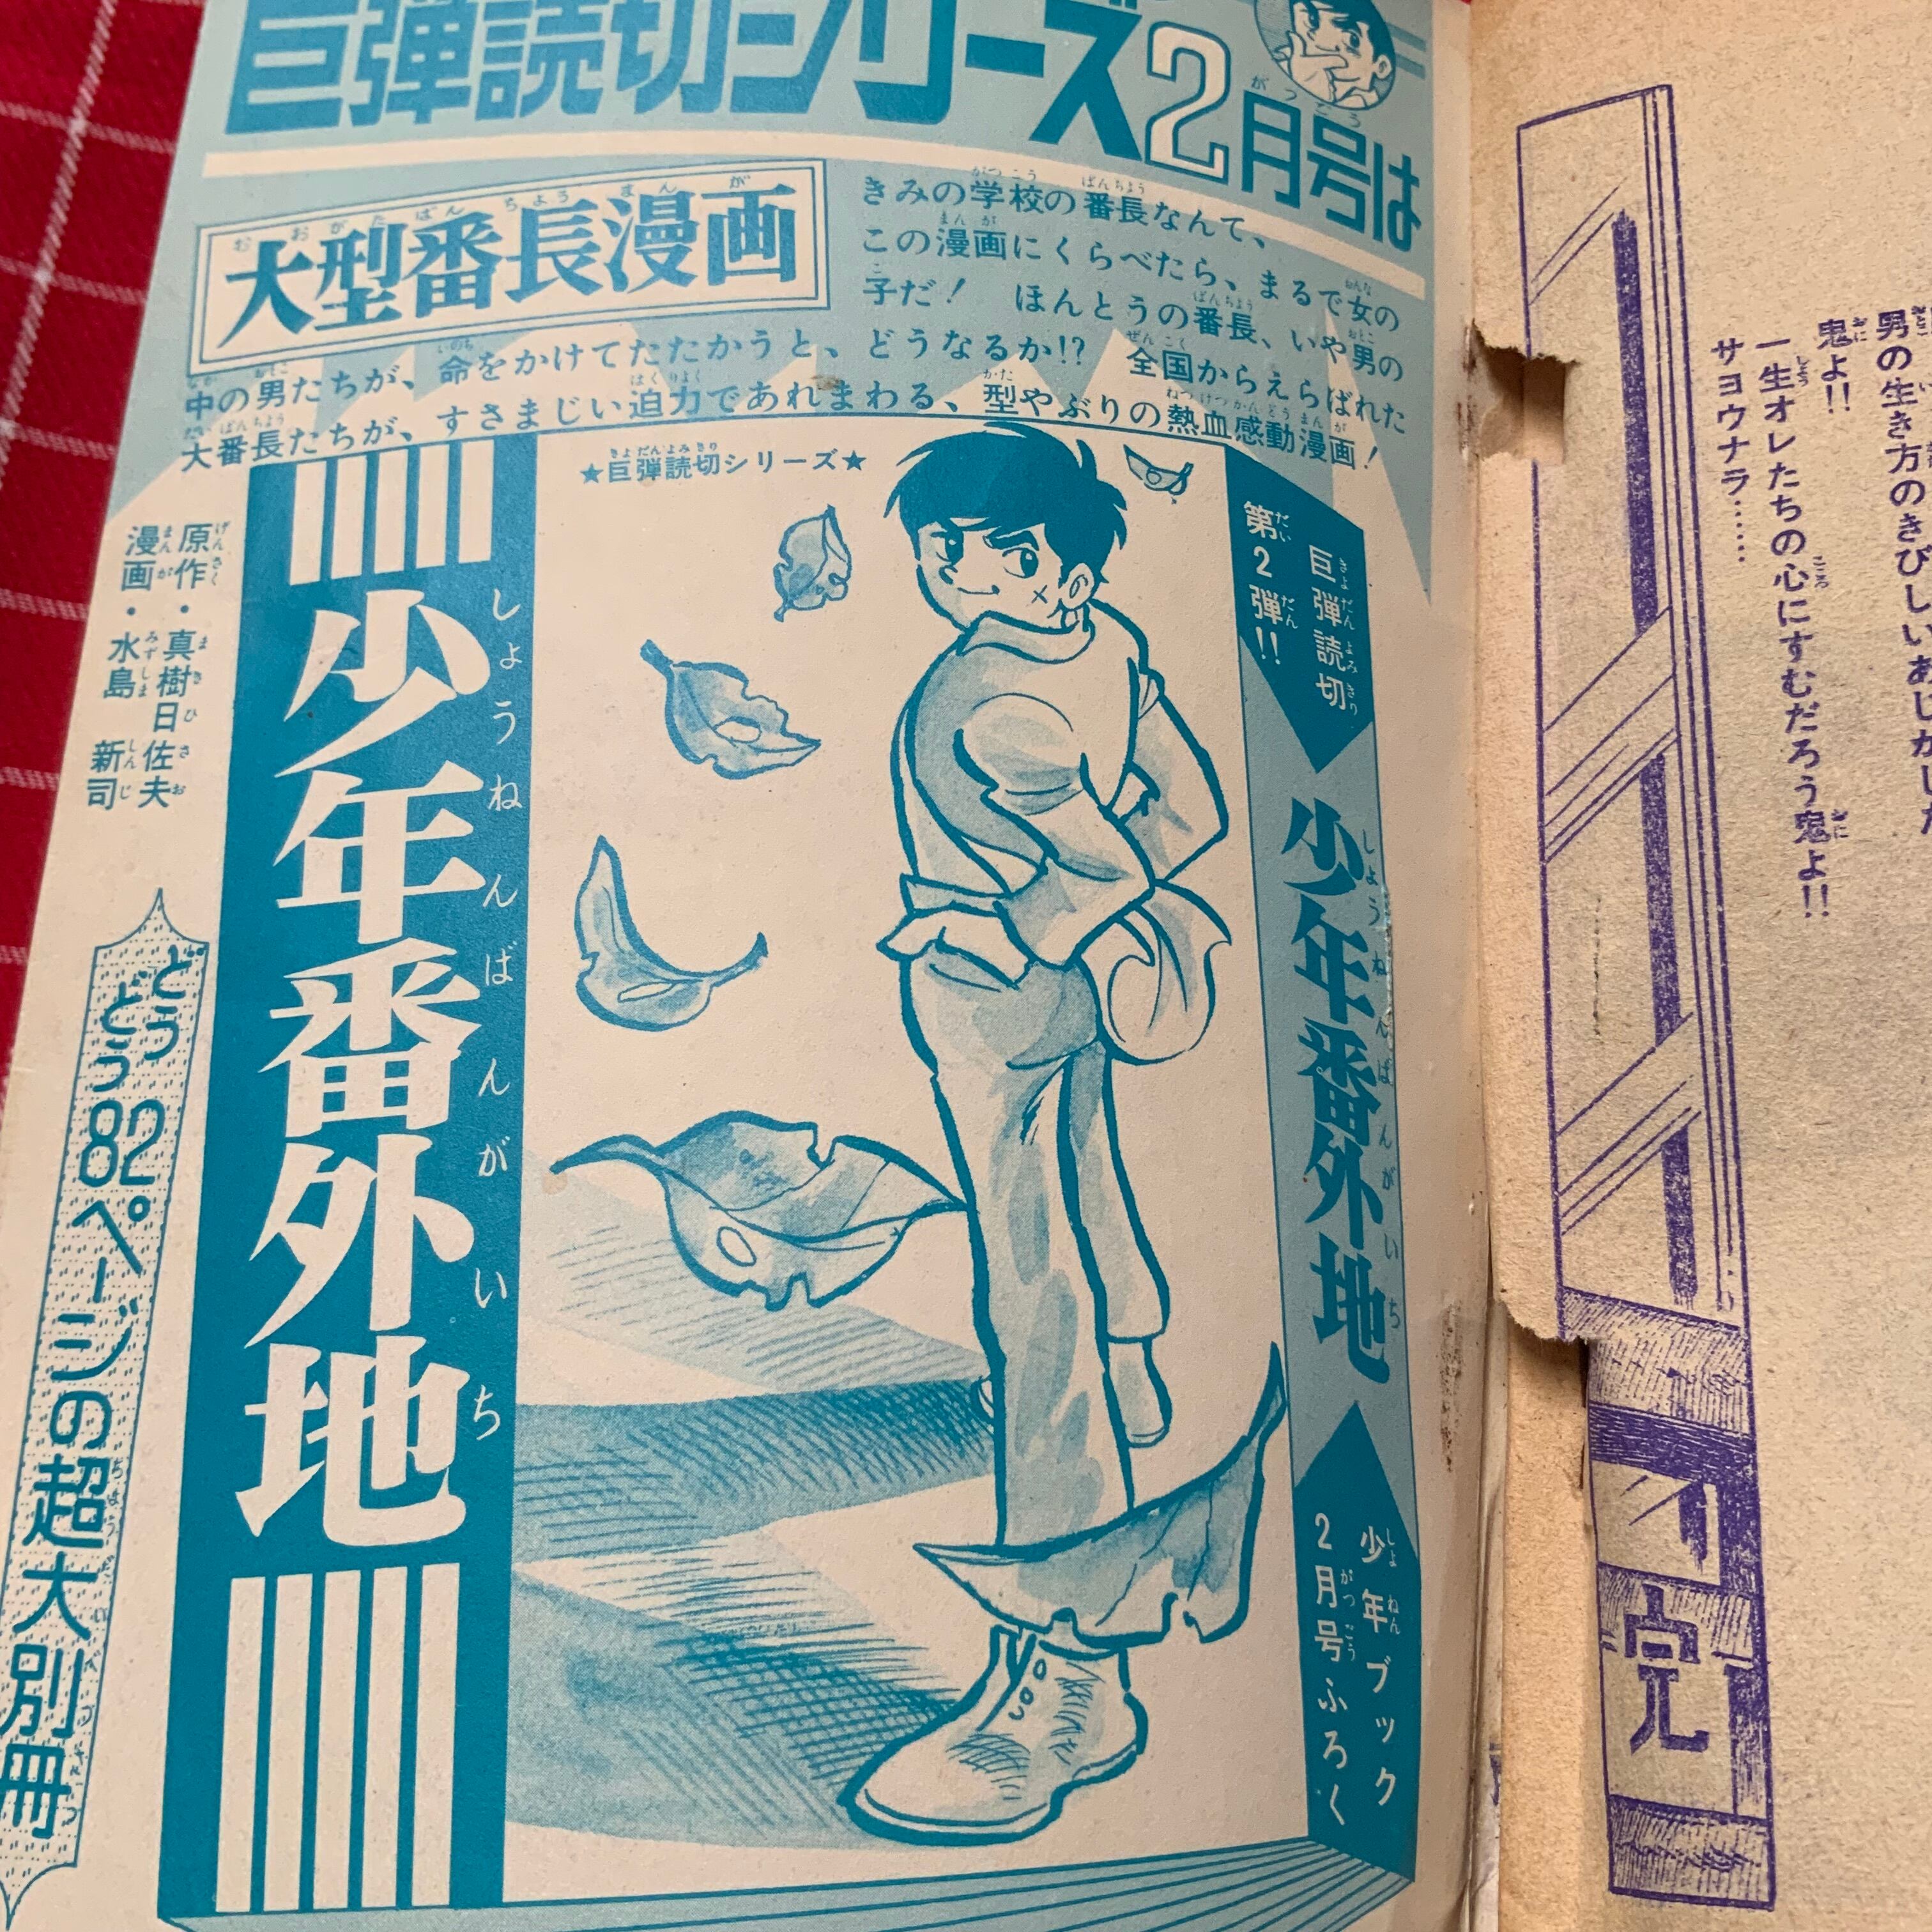 巨弾読切シリーズ2月号は
大型番長漫画
きみの学校の番長なんて、
この漫画にくらべたら、まるで女の
子だ! ほんとうの番長、いや男の
中の男たちが、命をかけてたたかうと、どうなるか!? 全国からえらばれた
大番長たちが、すさまじい迫力であれまわる、型やぶりの熱血感動漫画!
★巨弾読切シリーズ★
少年番外地
原作・真樹日佐夫
漫画・水島新司
どどーっ82ページの超大別冊
巨弾読切
第2弾!!
少年番外地
少年ブック
2月号ふろく
男の生き方のきびしいあじ
鬼よ!!
一生オレたちの心にすむだろう鬼よ!!
サヨウナラ……
完